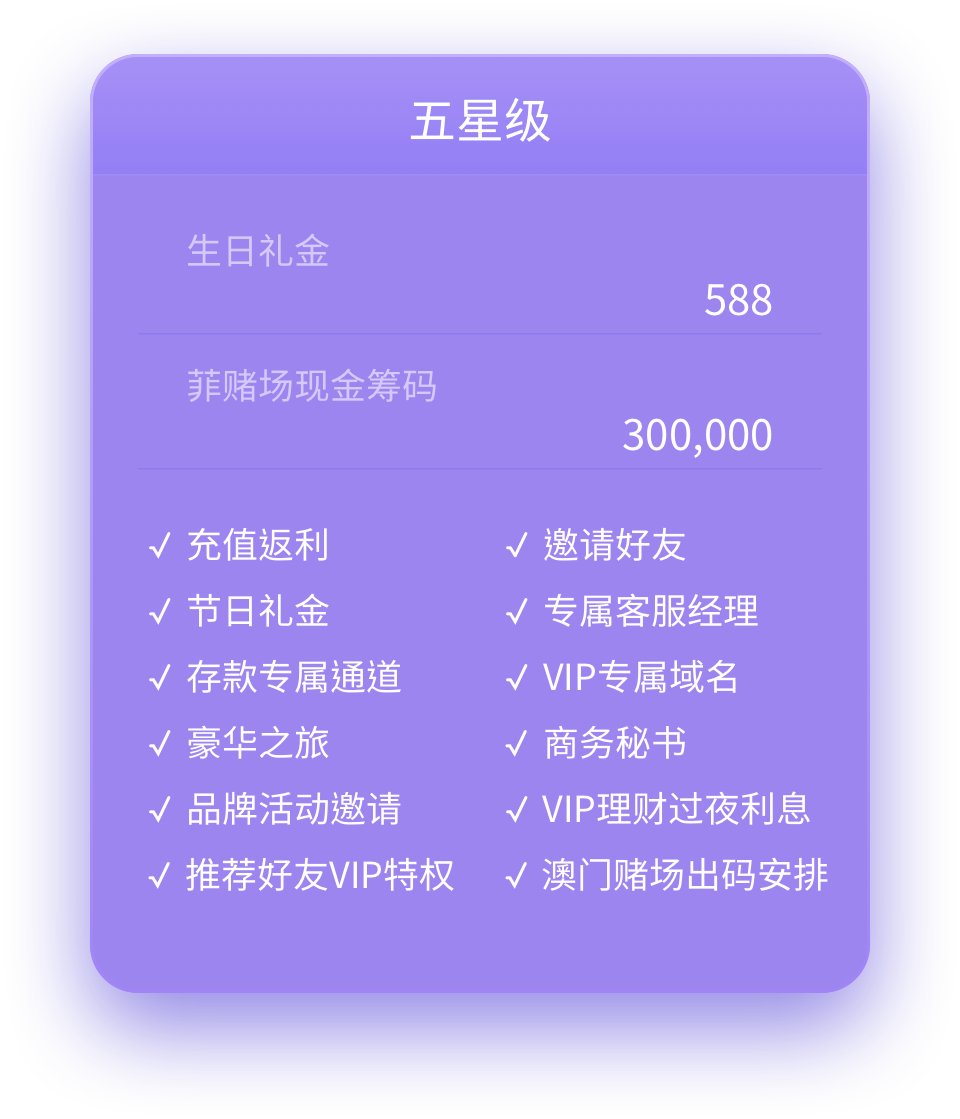 五星级
生日礼金
588
菲赌场现金筹码
300,000
✓ 充值返利
✓ 邀请好友
✓ 节日礼金
✓ 专属客服经理
✓ 存款专属通道
✓ VIP专属域名
✓ 豪华之旅
✓ 商务秘书
✓ 品牌活动邀请
✓ VIP理财过夜利息
✓ 推荐好友VIP特权
✓ 澳门赌场出码安排